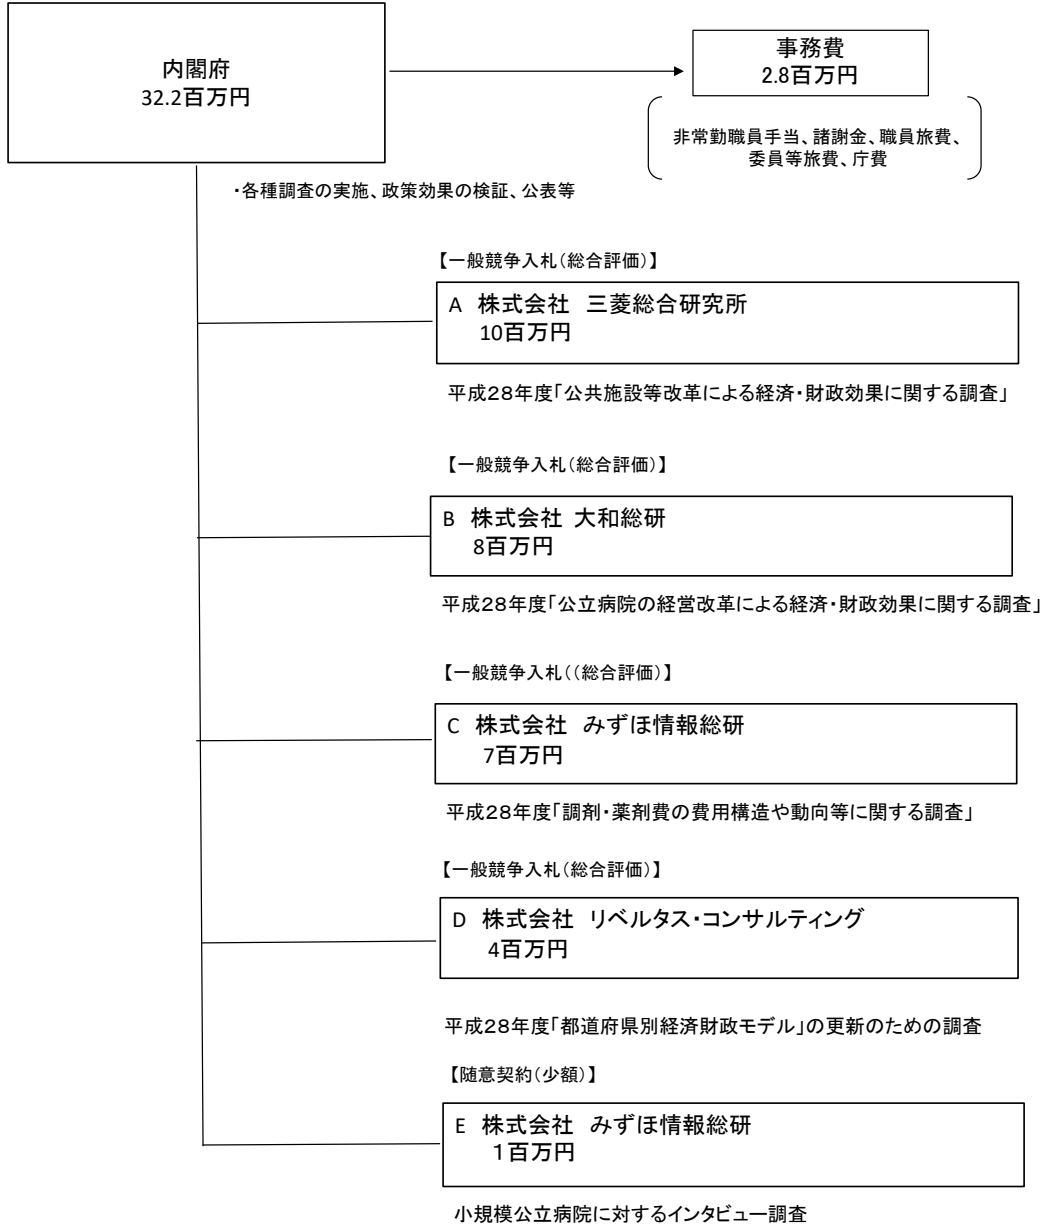 内閣府
32.2百万円
事務費
2.8百万円
非常勤職員手当、諸謝金、職員旅費、
委員等旅費、庁費
・各種調査の実施、政策効果の検証、公表等
【一般競争入札(総合評価)】
A 株式会社 三菱総合研究所
10百万円
平成28年度「公共施設等改革による経済・財政効果に関する調査」
【一般競争入札(総合評価)】
B 株式会社 大和総研
8百万円
平成28年度「公立病院の経営改革による経済・財政効果に関する調査」
【一般競争入札((総合評価)】
C 株式会社 みずほ情報総研
7百万円
平成28年度「調剤・薬剤費の費用構造や動向等に関する調査」
【一般競争入札(総合評価)】
D 株式会社 リベルタス・コンサルティング
4百万円
平成28年度「都道府県別経済財政モデル」の更新のための調査
【随意契約(少額)】
E 株式会社 みずほ情報総研
1百万円
小規模公立病院に対するインタビュー調査